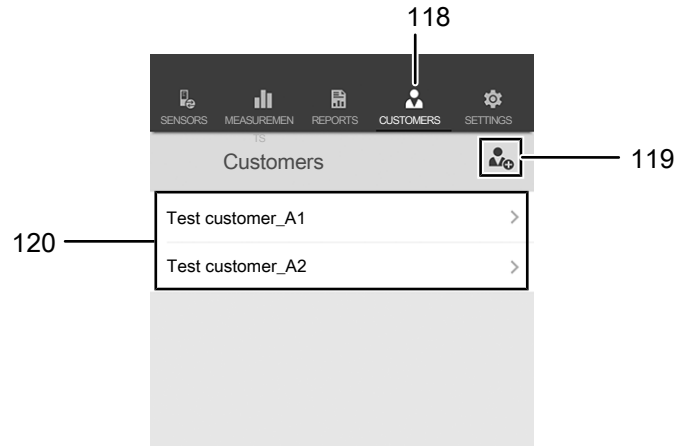 118
SENSORS MEASUREMEN REPORTS CUSTOMERS SETTINGS
TS
Customers
119
Test customer_A1
120
Test customer_A2